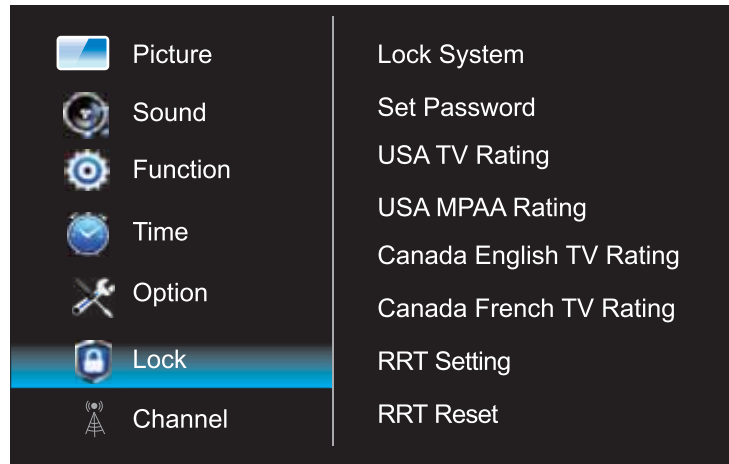 Picture
Sound
Function
Time
Option
Lock
Channel
Lock System
Set Password
USA TV Rating
USA MPAA Rating
Canada English TV Rating
Canada French TV Rating
RRT Setting
RRT Reset